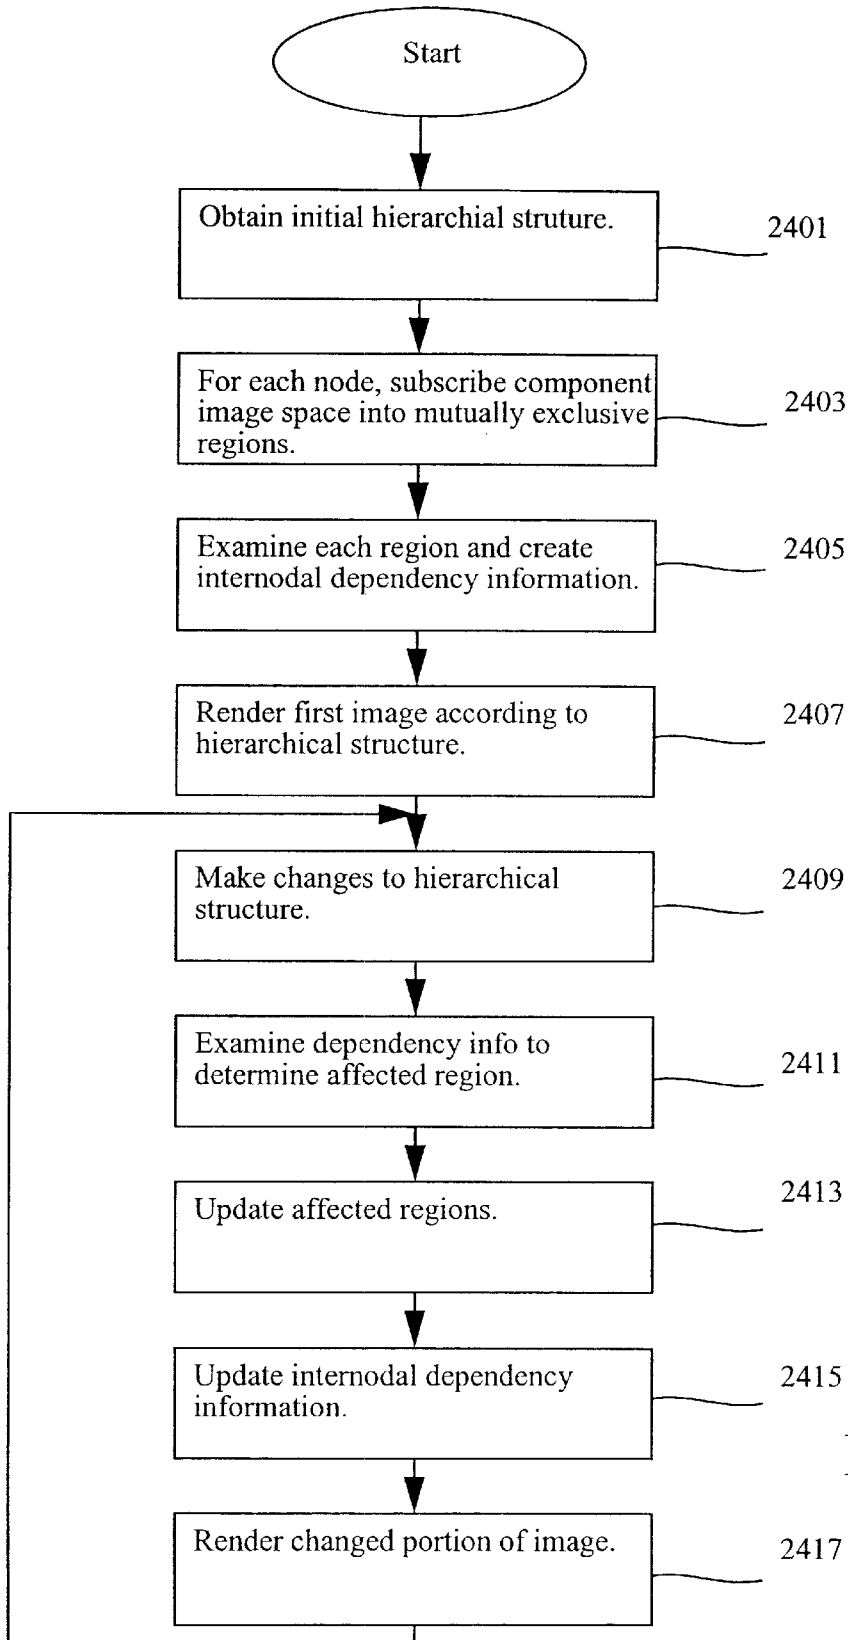 Start
Obtain initial hierarchial struture.
2401
For each node, subscribe component
image space into mutually exclusive
regions.
2403
Examine each region and create
internodal dependency information.
2405
Render first image according to
hierarchical structure.
2407
Make changes to hierarchical
structure.
2409
Examine dependency info to
determine affected region.
2411
Update affected regions.
2413
Update internodal dependency
information.
2415
Render changed portion of image.
2417